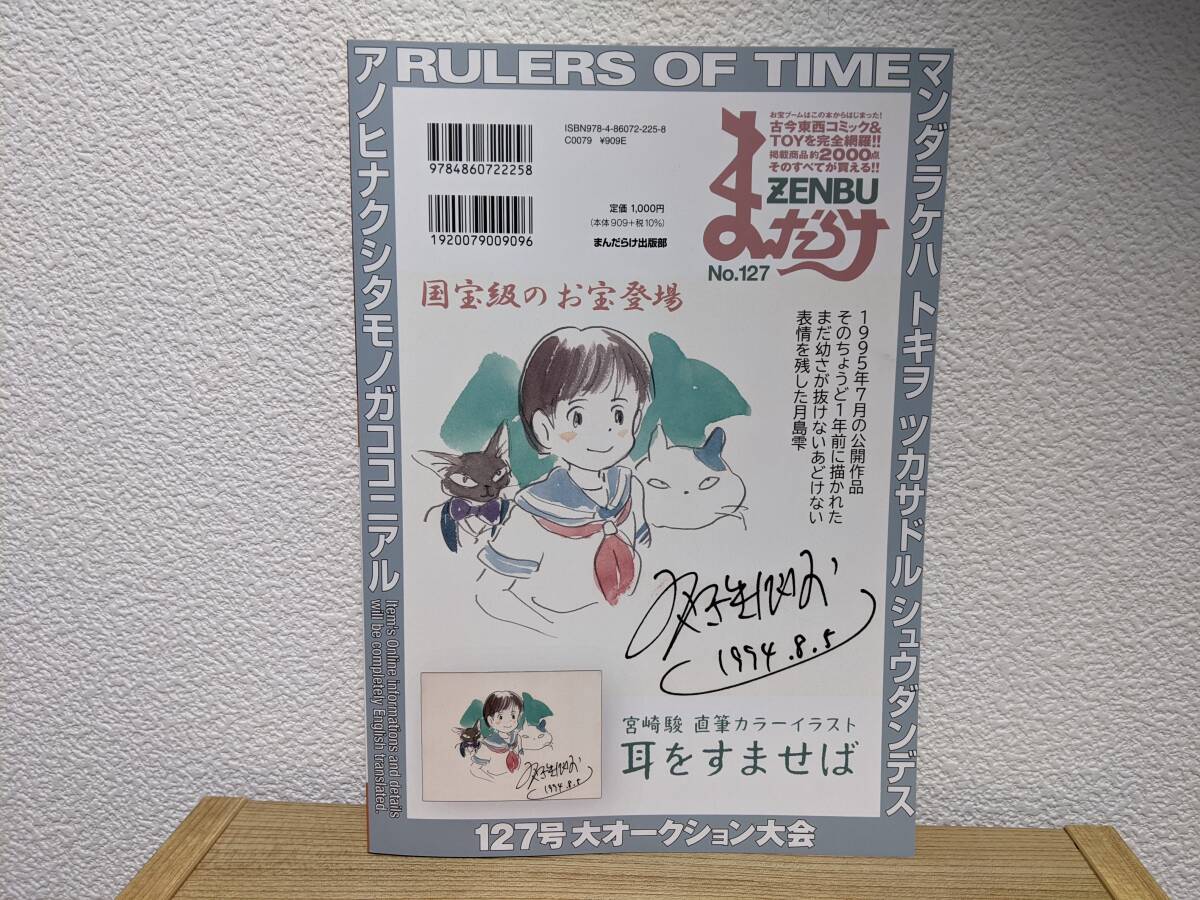 RULERS OF TIME
アノヒナクシタモノガココニアル
マンダラケハ トキヲ ツカサドル シュウダンデス
ISBN978-4-86072-225-8
C0079 ¥909E
9784860722258
定価 1,000円
(本体 909+税10%)
1920079009096
まんだらけ出版部
お宝ブームはこの本からはじまった!
古今東西コミック&
TOYを完全網羅!!
掲載商品約2000点
そのすべてが買える!!
ZENBU
まんだらけ
No.127
国宝級のお宝登場
1995年7月の公開作品
そのちょうど1年前に描かれた
まだ幼さが抜けないあどけない
表情を残した月島雫
1994.8.5
1994.8.5
宮崎駿 直筆カラーイラスト
耳をすませば
Item's Online informations and details
will be completely English translated.
127号 大オークション大会